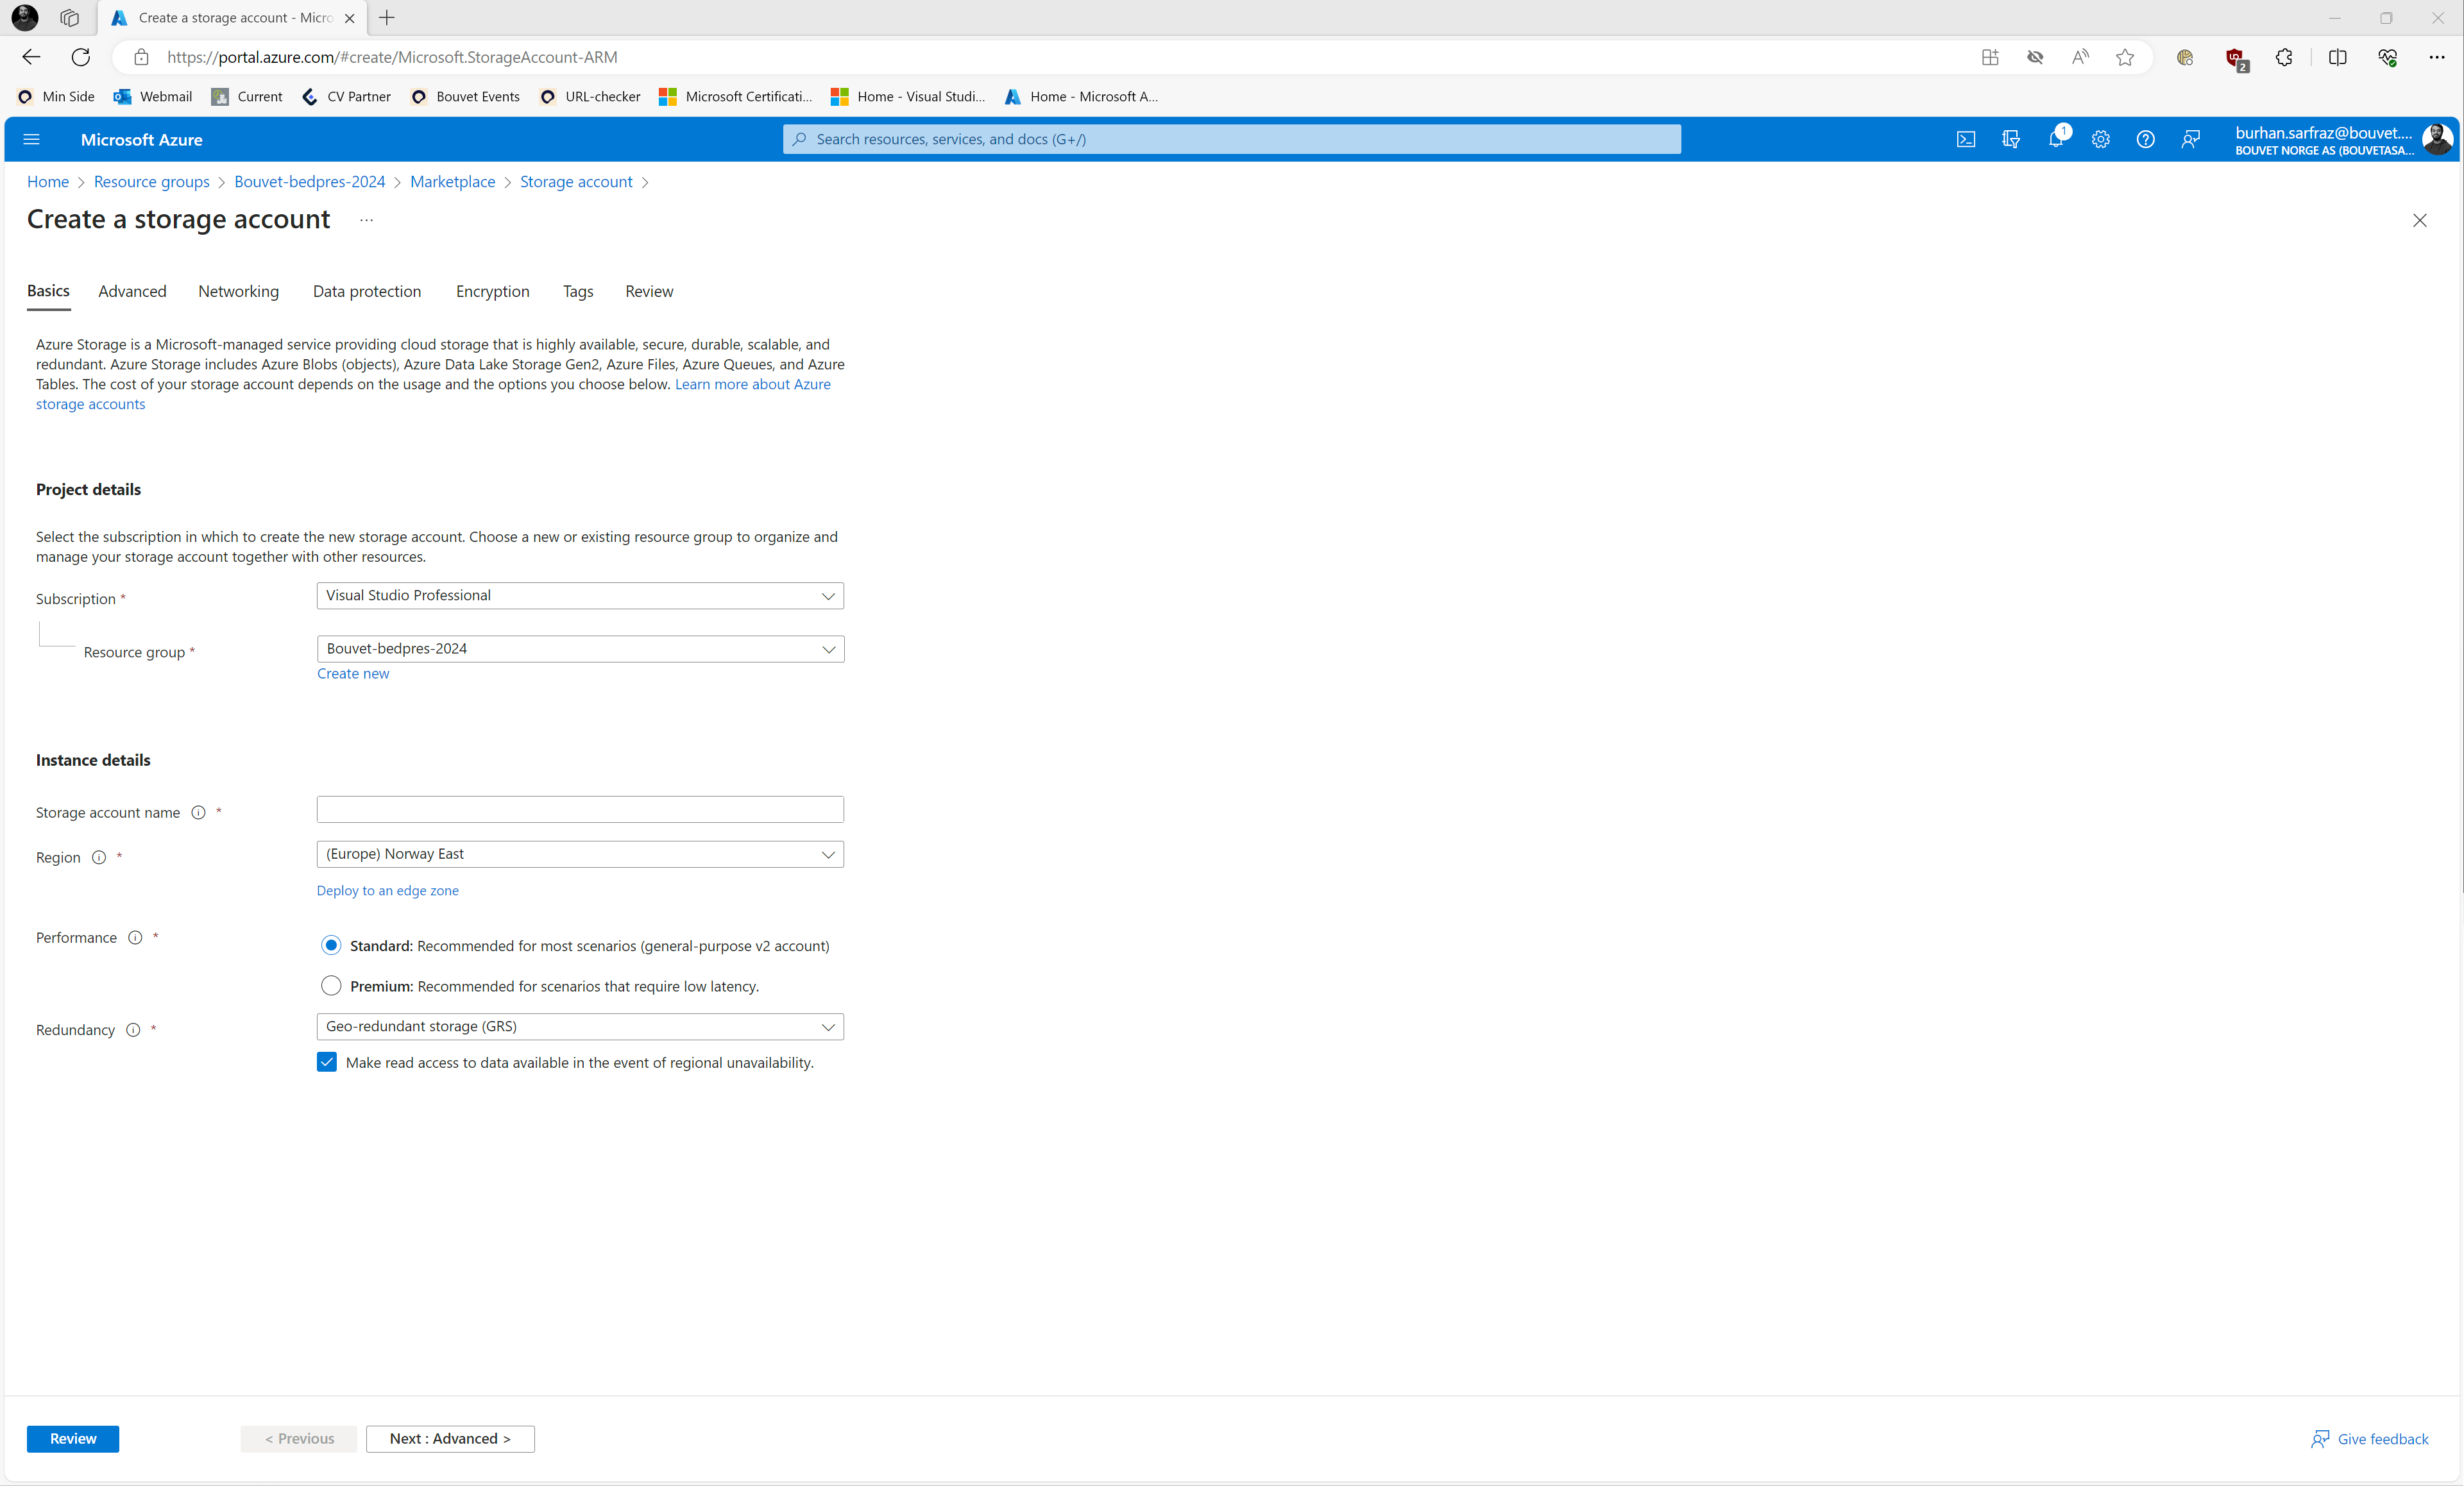 Create a storage account - Micro
https://portal.azure.com/#create/Microsoft.StorageAccount-ARM
2
Min Side Webmail Current CV Partner Bouvet Events URL-checker Microsoft Certificati... Home - Visual Studi... Home - Microsoft A...
Microsoft Azure
Search resources, services, and docs (G+/)
1
burhan.sarfraz@bouvet....
BOUVET NORGE AS (BOUVETASA...
Home > Resource groups > Bouvet-bedpres-2024 > Marketplace > Storage account >
Create a storage account ...
Basics Advanced Networking Data protection Encryption Tags Review
Azure Storage is a Microsoft-managed service providing cloud storage that is highly available, secure, durable, scalable, and
redundant. Azure Storage includes Azure Blobs (objects), Azure Data Lake Storage Gen2, Azure Files, Azure Queues, and Azure
Tables. The cost of your storage account depends on the usage and the options you choose below. Learn more about Azure
storage accounts
Project details
Select the subscription in which to create the new storage account. Choose a new or existing resource group to organize and
manage your storage account together with other resources.
Subscription *
Visual Studio Professional
Resource group *
Bouvet-bedpres-2024
Create new
Instance details
Storage account name *
Region *
(Europe) Norway East
Deploy to an edge zone
Performance *
Standard: Recommended for most scenarios (general-purpose v2 account)
Premium: Recommended for scenarios that require low latency.
Redundancy *
Geo-redundant storage (GRS)
Make read access to data available in the event of regional unavailability.
Review
< Previous
Next : Advanced >
Give feedback